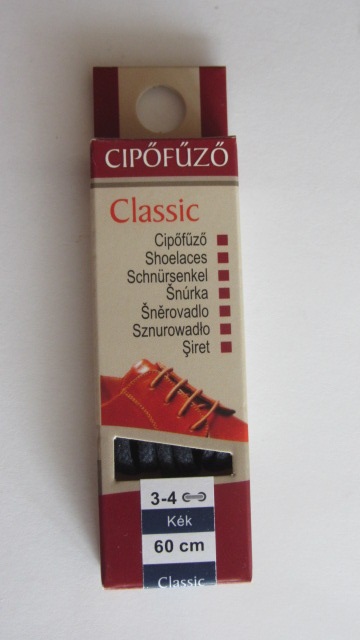 CIPŐFŰZŐ
Classic
Cipőfűző
Shoelaces
Schnürsenkel
Šnúrka
Šněrovadlo
Sznurowadło
Şiret
3-4
Kék
60 cm
Classic